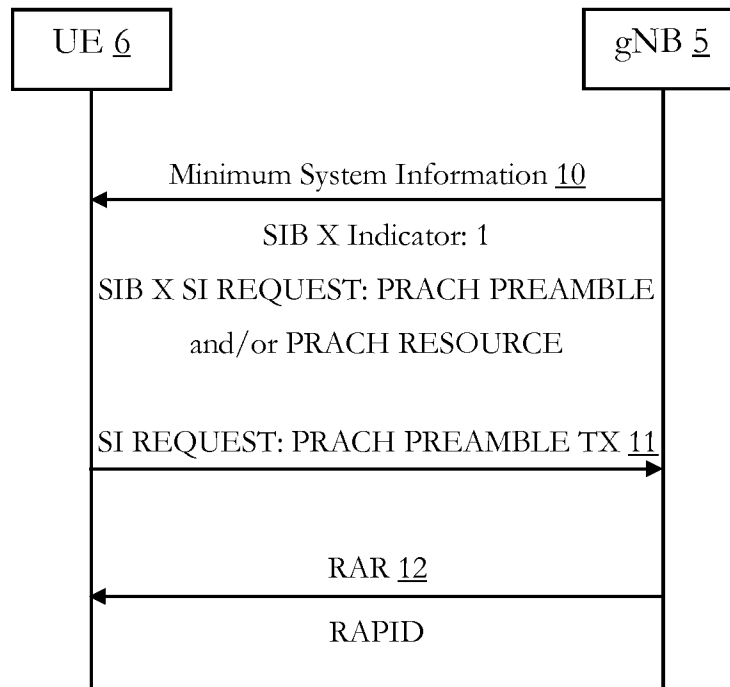 UE 6
gNB 5
Minimum System Information 10
SIB X Indicator: 1
SIB X SI REQUEST: PRACH PREAMBLE
and/or PRACH RESOURCE
SI REQUEST: PRACH PREAMBLE TX 11
RAR 12
RAPID